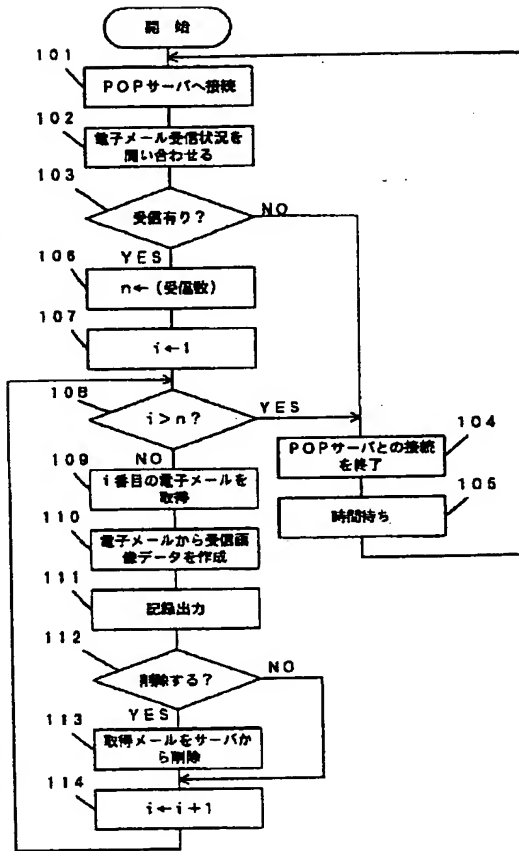 開 始
101
POPサーバへ接続
102
電子メール受信状況を
問い合わせる
103
受信有り?
NO
YES
106
n←(受信数)
107
i←1
108
i>n?
YES
NO
104
POPサーバとの接続
を終了
105
時間待ち
109
i番目の電子メールを
取得
110
電子メールから受信画
像データを作成
111
記録出力
112
削除する?
NO
YES
113
取得メールをサーバか
ら削除
114
i←i+1